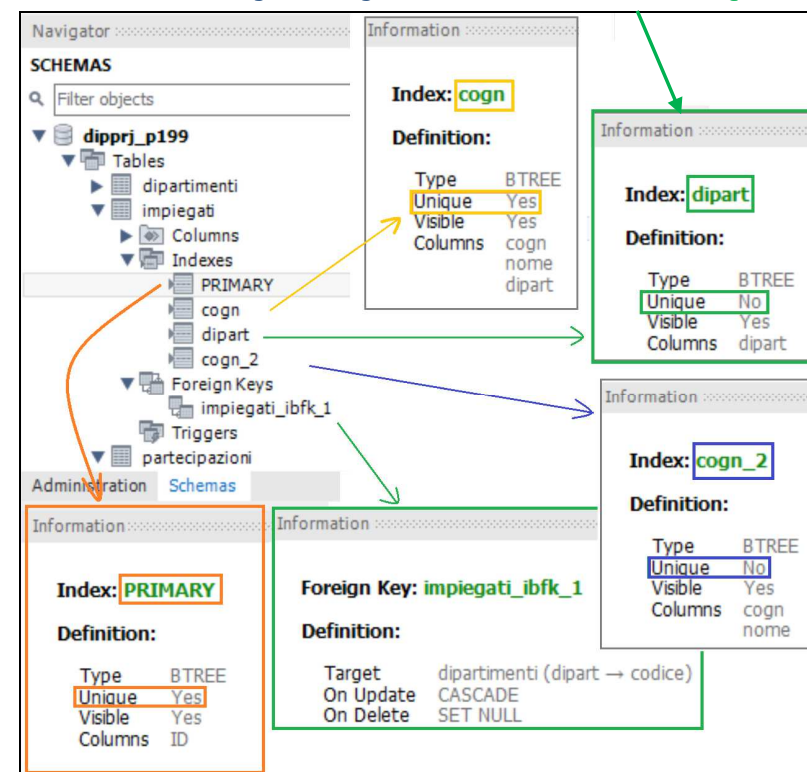 Navigator
SCHEMAS
Filter objects
dipprj_p199
Tables
dipartimenti
impiegati
Columns
Indexes
PRIMARY
cogn
dipart
cogn_2
Foreign Keys
impiegati_ibfk_1
Triggers
partecipazioni
Administration Schemas
Information
Index: cogn
Definition:
Type BTREE
Unique Yes
Visible Yes
Columns cogn
nome
dipart
Information
Index: dipart
Definition:
Type BTREE
Unique No
Visible Yes
Columns dipart
Information
Index: cogn_2
Definition:
Type BTREE
Unique No
Visible Yes
Columns cogn
nome
Information
Index: PRIMARY
Definition:
Type BTREE
Unique Yes
Visible Yes
Columns ID
Information
Foreign Key: impiegati_ibfk_1
Definition:
Target dipartimenti (dipart → codice)
On Update CASCADE
On Delete SET NULL